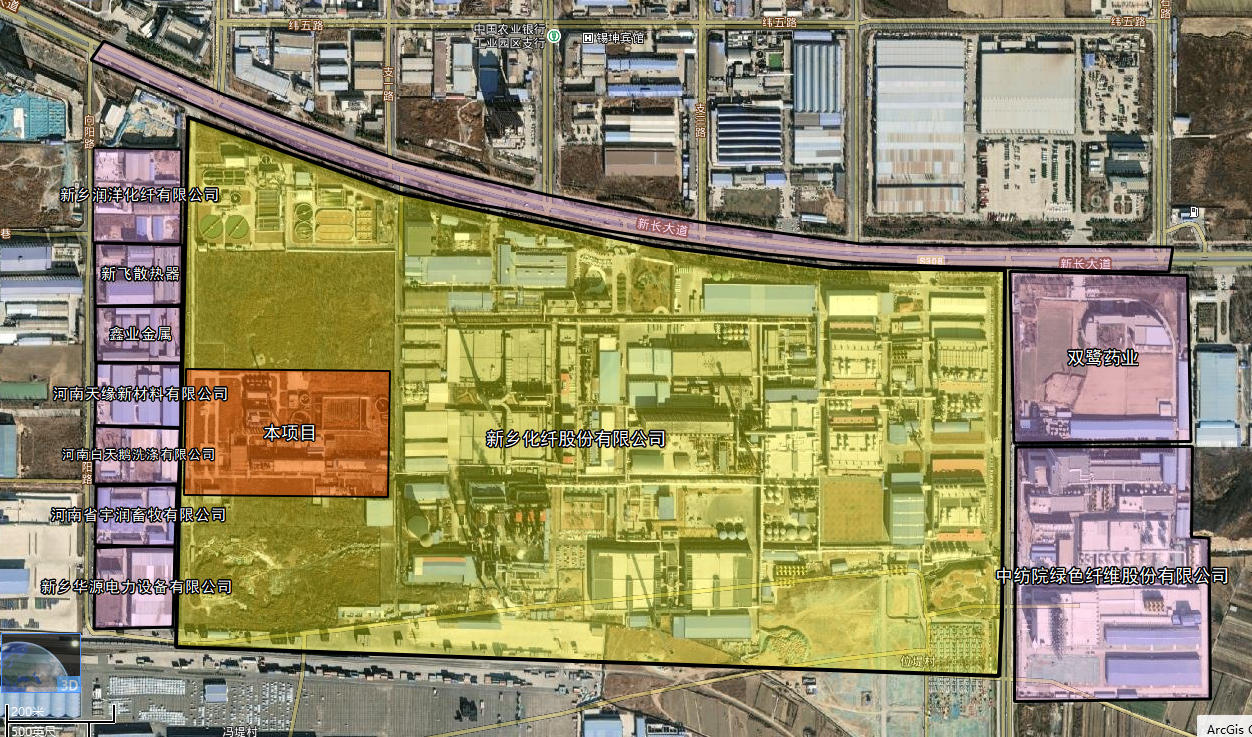 纬五路
纬五路
纬五路
中国农业银行
工业园区支行
H 锡坤宾馆
向阳路
支二路
支三路
新乡润洋化纤有限公司
新长大道
S308
新长大道
巷
新飞散热器
鑫业金属
双鹭药业
河南天缘新材料有限公司
本项目
新乡化纤股份有限公司
河南白天鹅洗涤有限公司
阳路
河南省宇润畜牧有限公司
中纺院绿色纤维股份有限公司
新乡华源电力设备有限公司
位堤村
3D
200米
500英尺
冯堤村
ArcGis